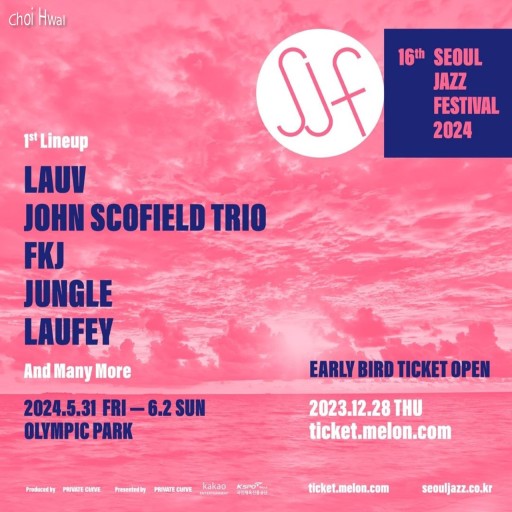 Choi Hwai
sjf
16th SEOUL
JAZZ
FESTIVAL
2024
1st Lineup
LAUV
JOHN SCOFIELD TRIO
FKJ
JUNGLE
LAUFEY
And Many More
EARLY BIRD TICKET OPEN
2024.5.31 FRI — 6.2 SUN
OLYMPIC PARK
2023.12.28 THU
ticket.melon.com
Produced by PRIVATE CURVE Presented by PRIVATE CURVE kakao KSPO
ticket.melon.com seouljazz.co.kr